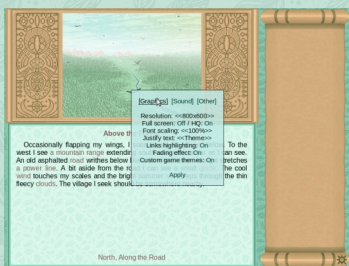 [Graphics] [Sound] [Other]
Resolution: <<800x600>>
Full screen: Off / HQ: On
Font scaling: <<100%>>
Justify text: <<Theme>>
Links highlighting: On
Fading effect: On
Custom game themes: On
Apply
Above the
Occasionally flapping my wings, I To the
west I see a mountain range extending can see.
An old asphalted road writhes below stretches
a power line. A bit aside from the The cool
wind touches my scales and the bright the thin
fleecy clouds. The village I seek should
North, Along the Road